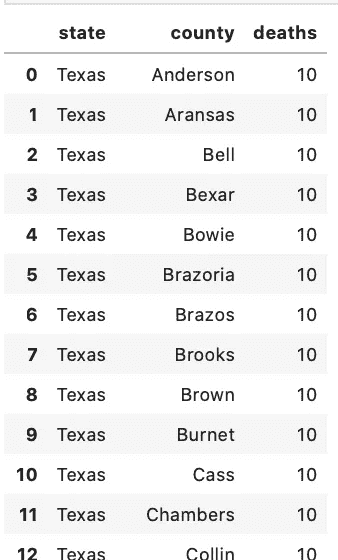 state county deaths
0 Texas Anderson 10
1 Texas Aransas 10
2 Texas Bell 10
3 Texas Bexar 10
4 Texas Bowie 10
5 Texas Brazoria 10
6 Texas Brazos 10
7 Texas Brooks 10
8 Texas Brown 10
9 Texas Burnet 10
10 Texas Cass 10
11 Texas Chambers 10
12 Texas Collin 10